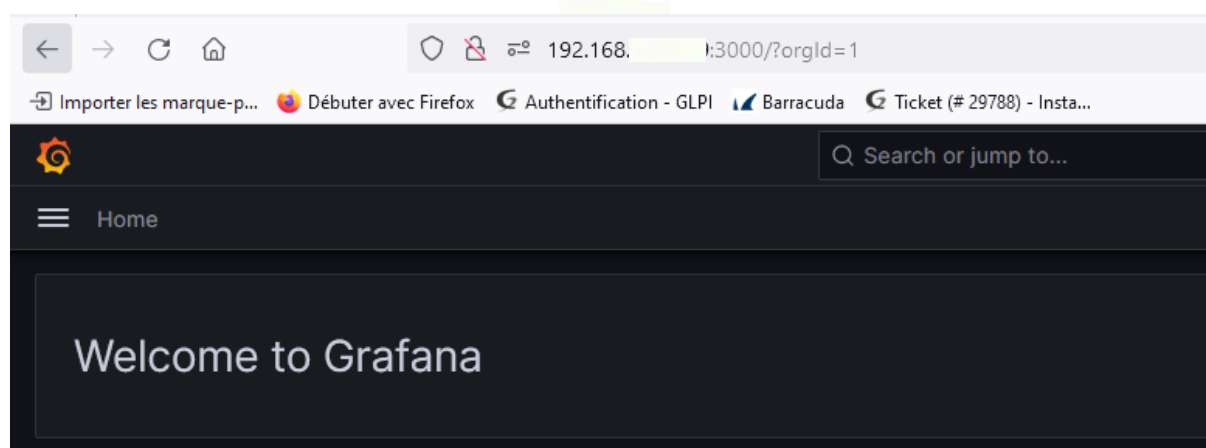 192.168. :3000/?orgId=1
Importer les marque-p... Débuter avec Firefox Authentification - GLPI Barracuda Ticket (# 29788) - Insta...
Search or jump to...
Home
Welcome to Grafana